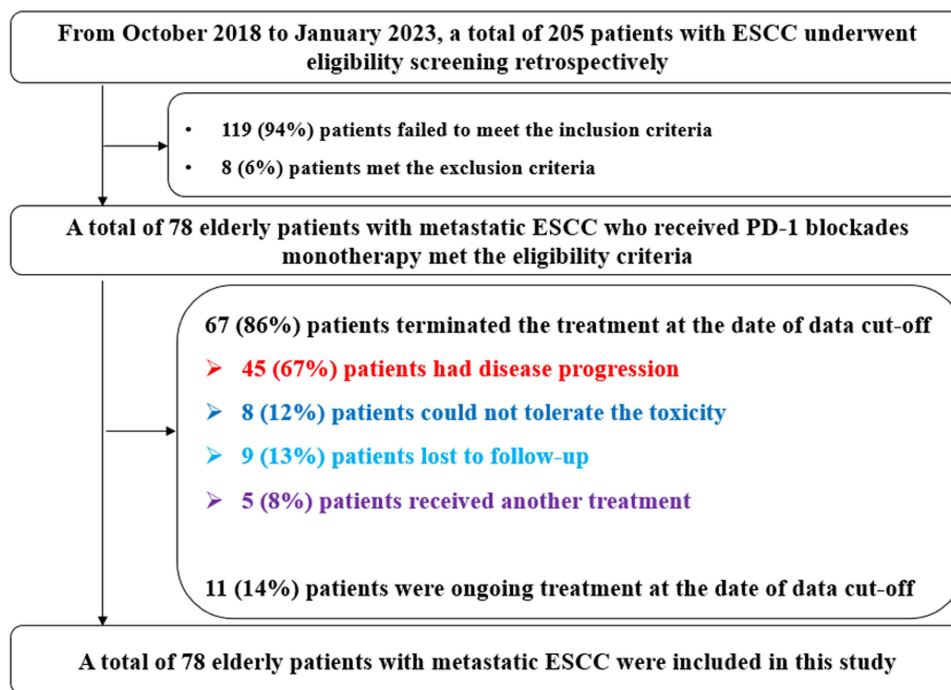 From October 2018 to January 2023, a total of 205 patients with ESCC underwent
eligibility screening retrospectively
• 119 (94%) patients failed to meet the inclusion criteria
• 8 (6%) patients met the exclusion criteria
A total of 78 elderly patients with metastatic ESCC who received PD-1 blockades
monotherapy met the eligibility criteria
67 (86%) patients terminated the treatment at the date of data cut-off
➢ 45 (67%) patients had disease progression
➢ 8 (12%) patients could not tolerate the toxicity
➢ 9 (13%) patients lost to follow-up
➢ 5 (8%) patients received another treatment
11 (14%) patients were ongoing treatment at the date of data cut-off
A total of 78 elderly patients with metastatic ESCC were included in this study